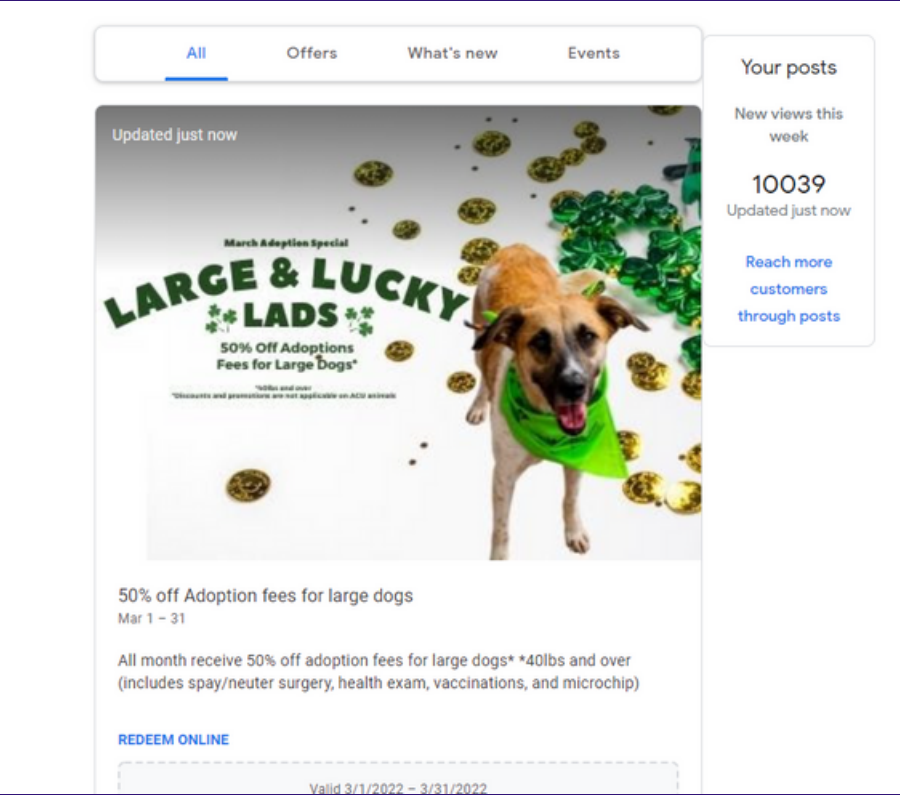 All
Offers
What's new
Events
Updated just now
March Adoption Special
LARGE & LUCKY
LADS
50% Off Adoptions
Fees for Large Dogs*
*40lbs and over
*Discounts and promotions are not applicable on ACU animals
50% off Adoption fees for large dogs
Mar 1 – 31
All month receive 50% off adoption fees for large dogs* *40lbs and over
(includes spay/neuter surgery, health exam, vaccinations, and microchip)
REDEEM ONLINE
Valid 3/1/2022 – 3/31/2022
Your posts
New views this
week
10039
Updated just now
Reach more
customers
through posts